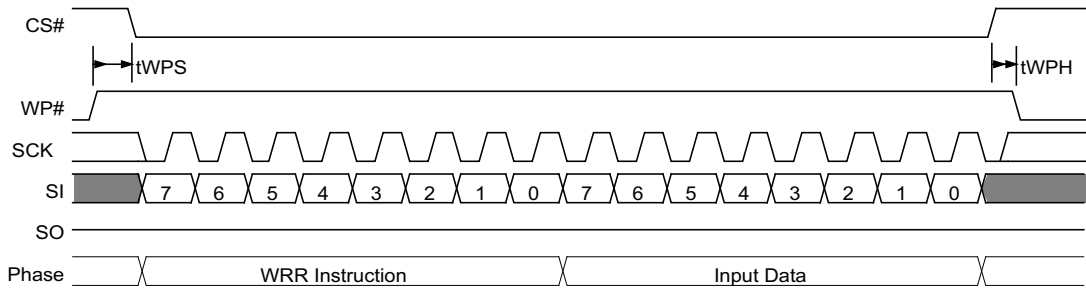 CS#
tWPS
tWPH
WP#
SCK
SI 7 6 5 4 3 2 1 0 7 6 5 4 3 2 1 0
SO
Phase WRR Instruction Input Data